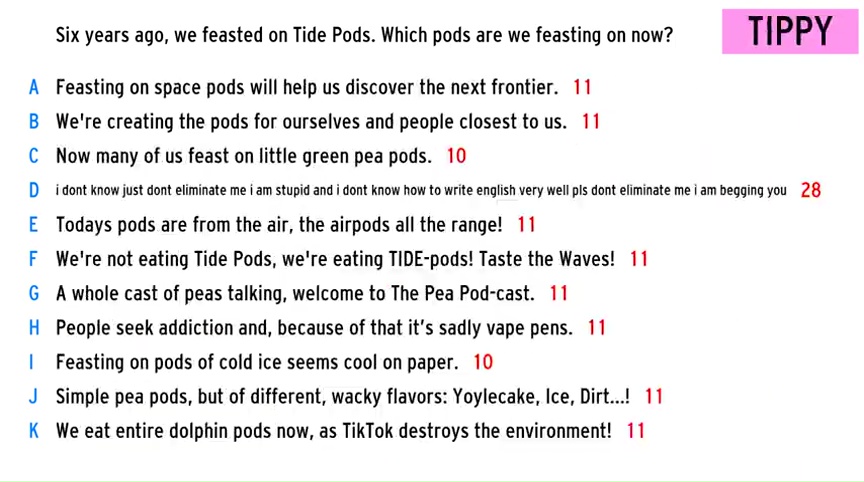 Six years ago, we feasted on Tide Pods. Which pods are we feasting on now?
TIPPY
A Feasting on space pods will help us discover the next frontier. 11
B We're creating the pods for ourselves and people closest to us. 11
C Now many of us feast on little green pea pods. 10
D i dont know just dont eliminate me i am stupid and i dont know how to write english very well pls dont eliminate me i am begging you 28
E Todays pods are from the air, the airpods all the range! 11
F We're not eating Tide Pods, we're eating TIDE-pods! Taste the Waves! 11
G A whole cast of peas talking, welcome to The Pea Pod-cast. 11
H People seek addiction and, because of that it's sadly vape pens. 11
I Feasting on pods of cold ice seems cool on paper. 10
J Simple pea pods, but of different, wacky flavors: Yoylecake, Ice, Dirt...! 11
K We eat entire dolphin pods now, as TikTok destroys the environment! 11